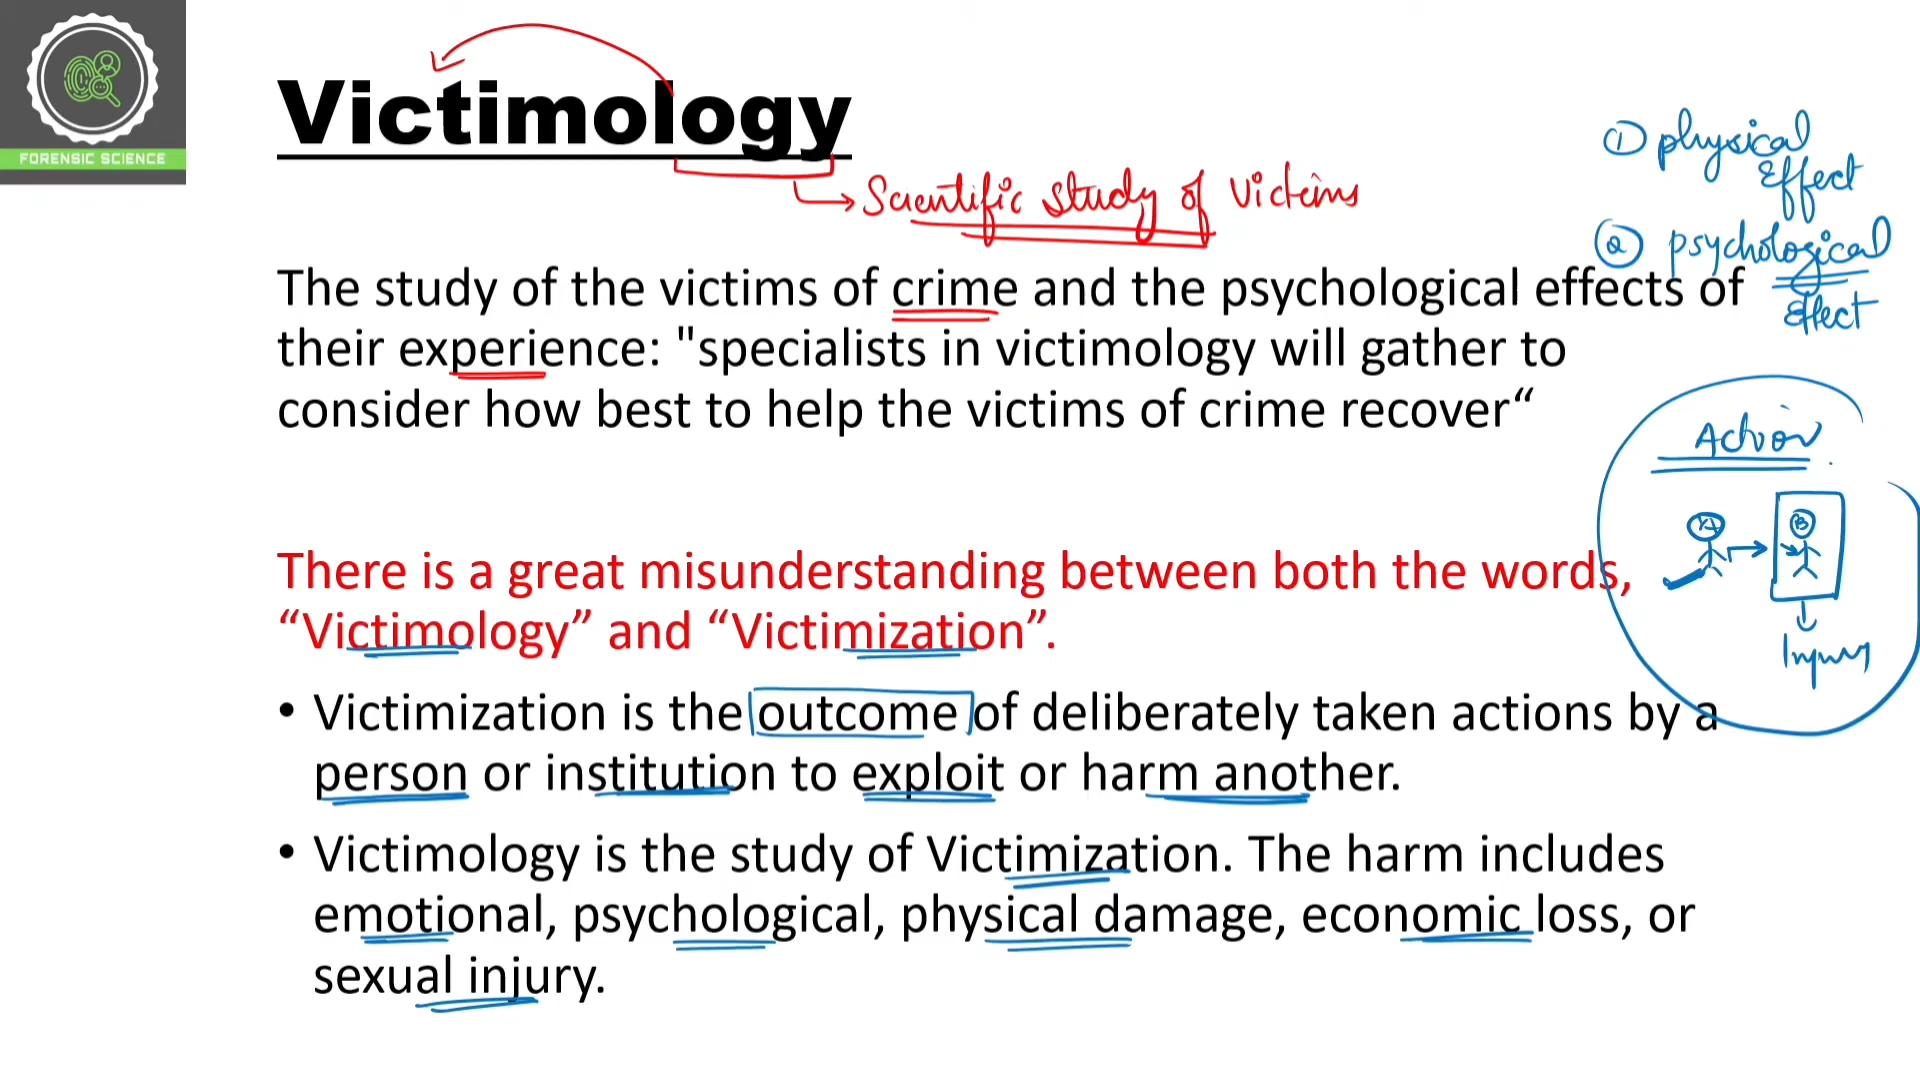 FORENSIC SCIENCE
Victimology
Scientific study of victims
① physical
Effect
② psychological
Effect
The study of the victims of crime and the psychological effects of
their experience: "specialists in victimology will gather to
consider how best to help the victims of crime recover“
Action
B
Injury
There is a great misunderstanding between both the words,
“Victimology” and “Victimization”.
• Victimization is the outcome of deliberately taken actions by a
person or institution to exploit or harm another.
• Victimology is the study of Victimization. The harm includes
emotional, psychological, physical damage, economic loss, or
sexual injury.